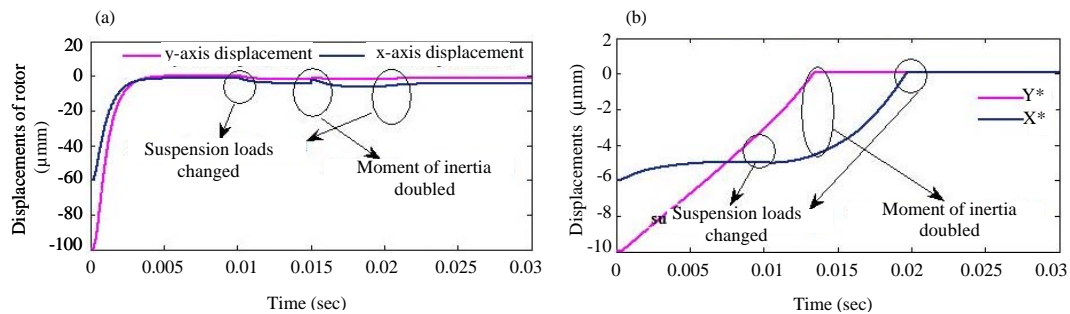 (a)
20
0
-20
-40
-60
-80
-100
Displacements of rotor
(µmm)
y-axis displacement
x-axis displacement
Suspension loads
changed
Moment of inertia
doubled
0
0.005
0.01
0.015
0.02
0.025
0.03
Time (sec)
(b)
2
0
-2
-4
-6
-8
-10
Displacements (µmm)
Y*
X*
su Suspension loads
changed
Moment of inertia
doubled
0
0.005
0.01
0.015
0.02
0.025
0.03
Time (sec)